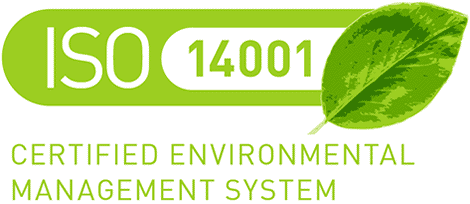 ISO 14001
CERTIFIED ENVIRONMENTAL
MANAGEMENT SYSTEM